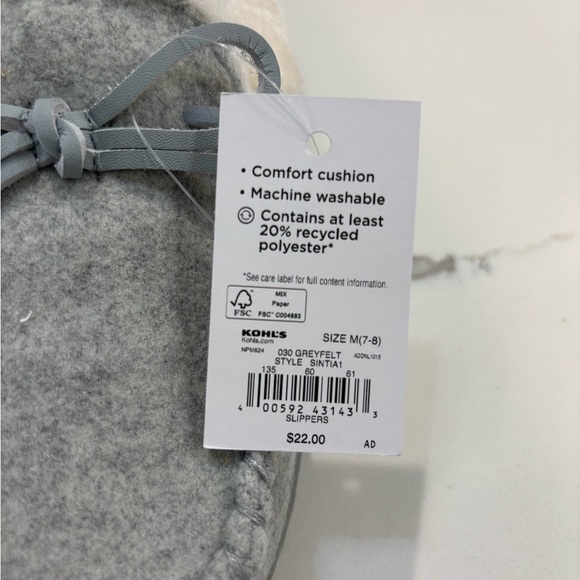 • Comfort cushion
• Machine washable
Contains at least
20% recycled
polyester*
*See care label for full content information.
FSC
MIX
Paper
FSC™ C004883
KOHL'S
Kohls.com
SIZE M(7-8)
NPM824 030 GREYFELT ADDNL1015
STYLE SINTIA1
135 60 61
4 00592 43143 3
SLIPPERS
$22.00 AD